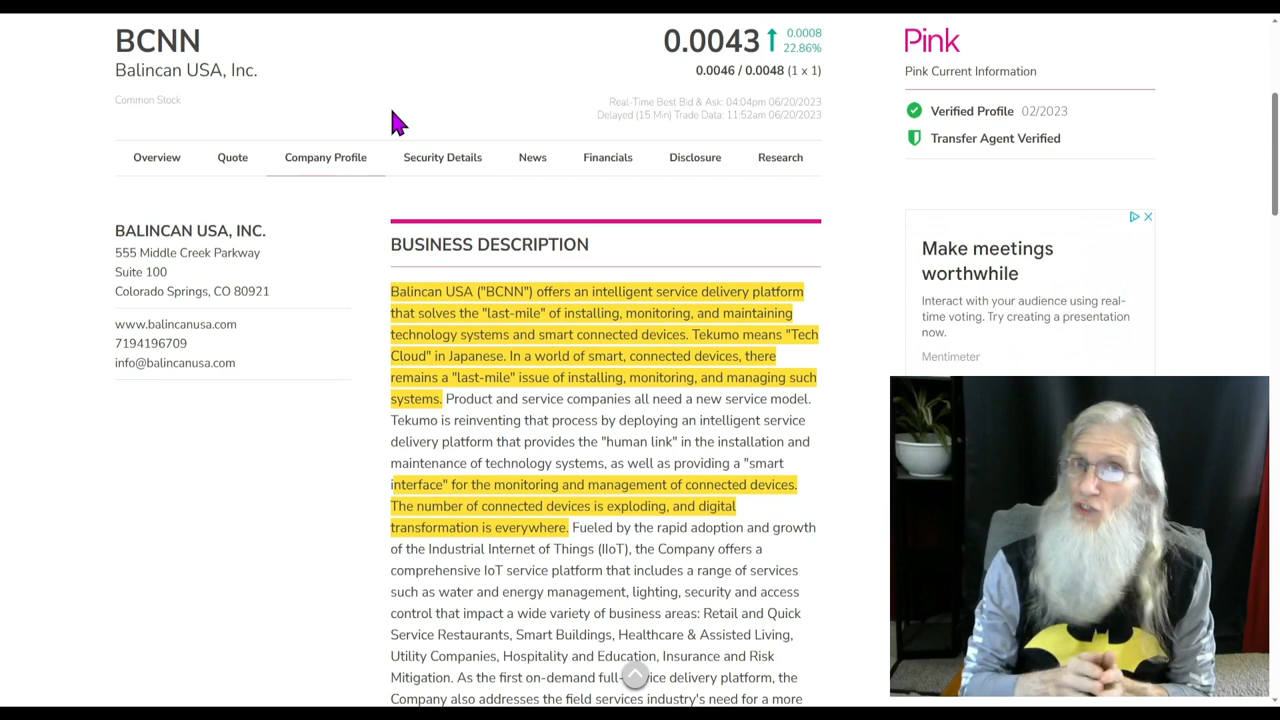 BCNN
Balincan USA, Inc.
Common Stock
0.0043
0.0008
22.86%
0.0046 / 0.0048 (1 x 1)
Real-Time Best Bid & Ask: 04:04pm 06/20/2023
Delayed (15 Min) Trade Data: 11:52am 06/20/2023
Pink
Pink Current Information
Verified Profile 02/2023
Transfer Agent Verified
Overview Quote Company Profile Security Details News Financials Disclosure Research
BALINCAN USA, INC.
555 Middle Creek Parkway
Suite 100
Colorado Springs, CO 80921
www.balincanusa.com
7194196709
info@balincanusa.com
BUSINESS DESCRIPTION
Balincan USA ("BCNN") offers an intelligent service delivery platform
that solves the "last-mile" of installing, monitoring, and maintaining
technology systems and smart connected devices. Tekumo means "Tech
Cloud" in Japanese. In a world of smart, connected devices, there
remains a "last-mile" issue of installing, monitoring, and managing such
systems. Product and service companies all need a new service model.
Tekumo is reinventing that process by deploying an intelligent service
delivery platform that provides the "human link" in the installation and
maintenance of technology systems, as well as providing a "smart
interface" for the monitoring and management of connected devices.
The number of connected devices is exploding, and digital
transformation is everywhere. Fueled by the rapid adoption and growth
of the Industrial Internet of Things (IIoT), the Company offers a
comprehensive IoT service platform that includes a range of services
such as water and energy management, lighting, security and access
control that impact a wide variety of business areas: Retail and Quick
Service Restaurants, Smart Buildings, Healthcare & Assisted Living,
Utility Companies, Hospitality and Education, Insurance and Risk
Mitigation. As the first on-demand full-service delivery platform, the
Company also addresses the field services industry's need for a more
Make meetings
worthwhile
Interact with your audience using real-
time voting. Try creating a presentation
now.
Mentimeter